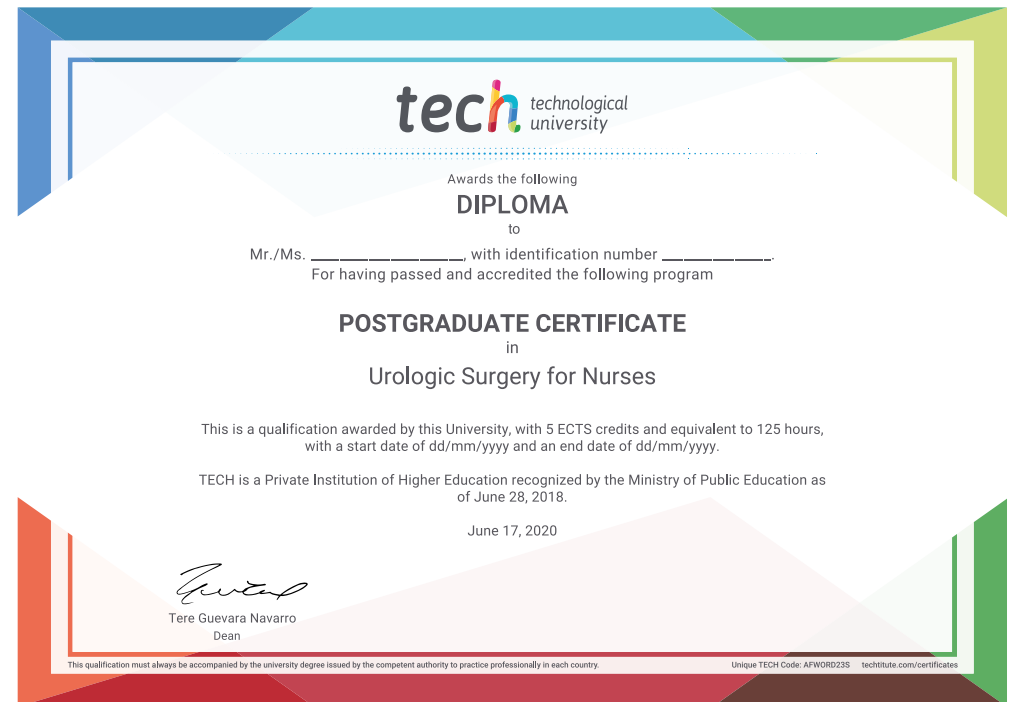 tech technological
university
Awards the following
DIPLOMA
to
Mr./Ms. ____________________, with identification number ______________.
For having passed and accredited the following program
POSTGRADUATE CERTIFICATE
in
Urologic Surgery for Nurses
This is a qualification awarded by this University, with 5 ECTS credits and equivalent to 125 hours,
with a start date of dd/mm/yyyy and an end date of dd/mm/yyyy.
TECH is a Private Institution of Higher Education recognized by the Ministry of Public Education as
of June 28, 2018.
June 17, 2020
Tere Guevara Navarro
Dean
This qualification must always be accompanied by the university degree issued by the competent authority to practice professionally in each country.
Unique TECH Code: AFWORD23S techtitute.com/certificates